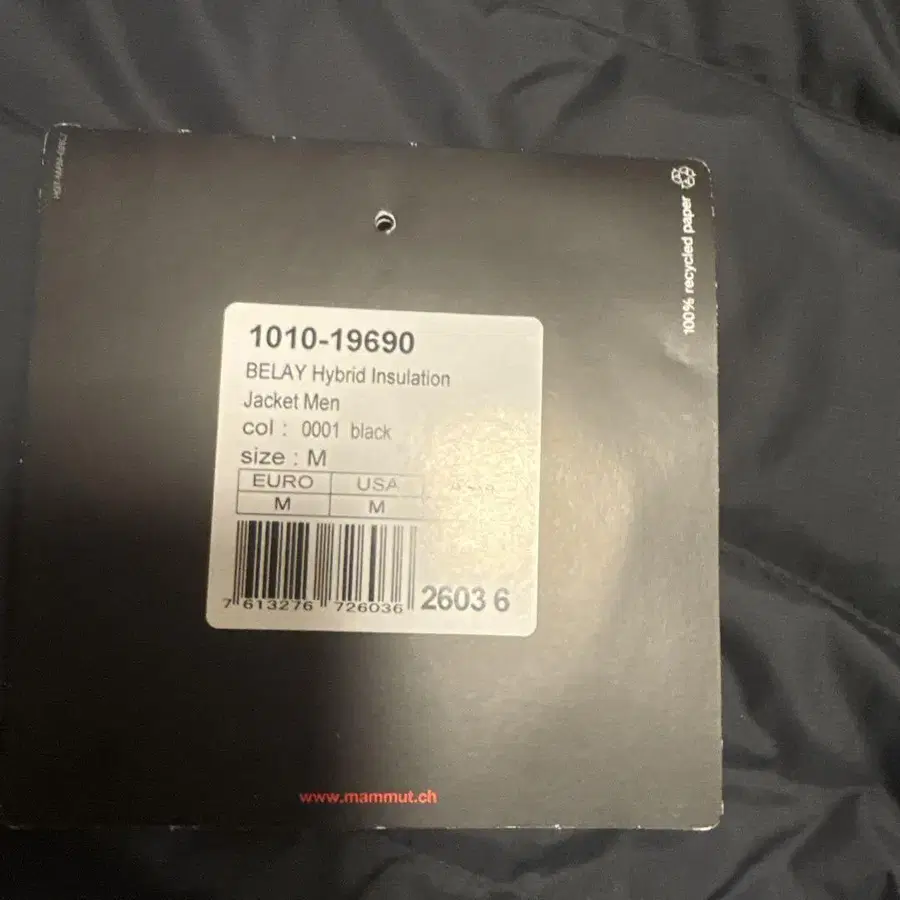 100% recycled paper
1010-19690
BELAY Hybrid Insulation
Jacket Men
col : 0001 black
size : M
EURO USA
M M
7 613276 726036
2603 6
www.mammut.ch